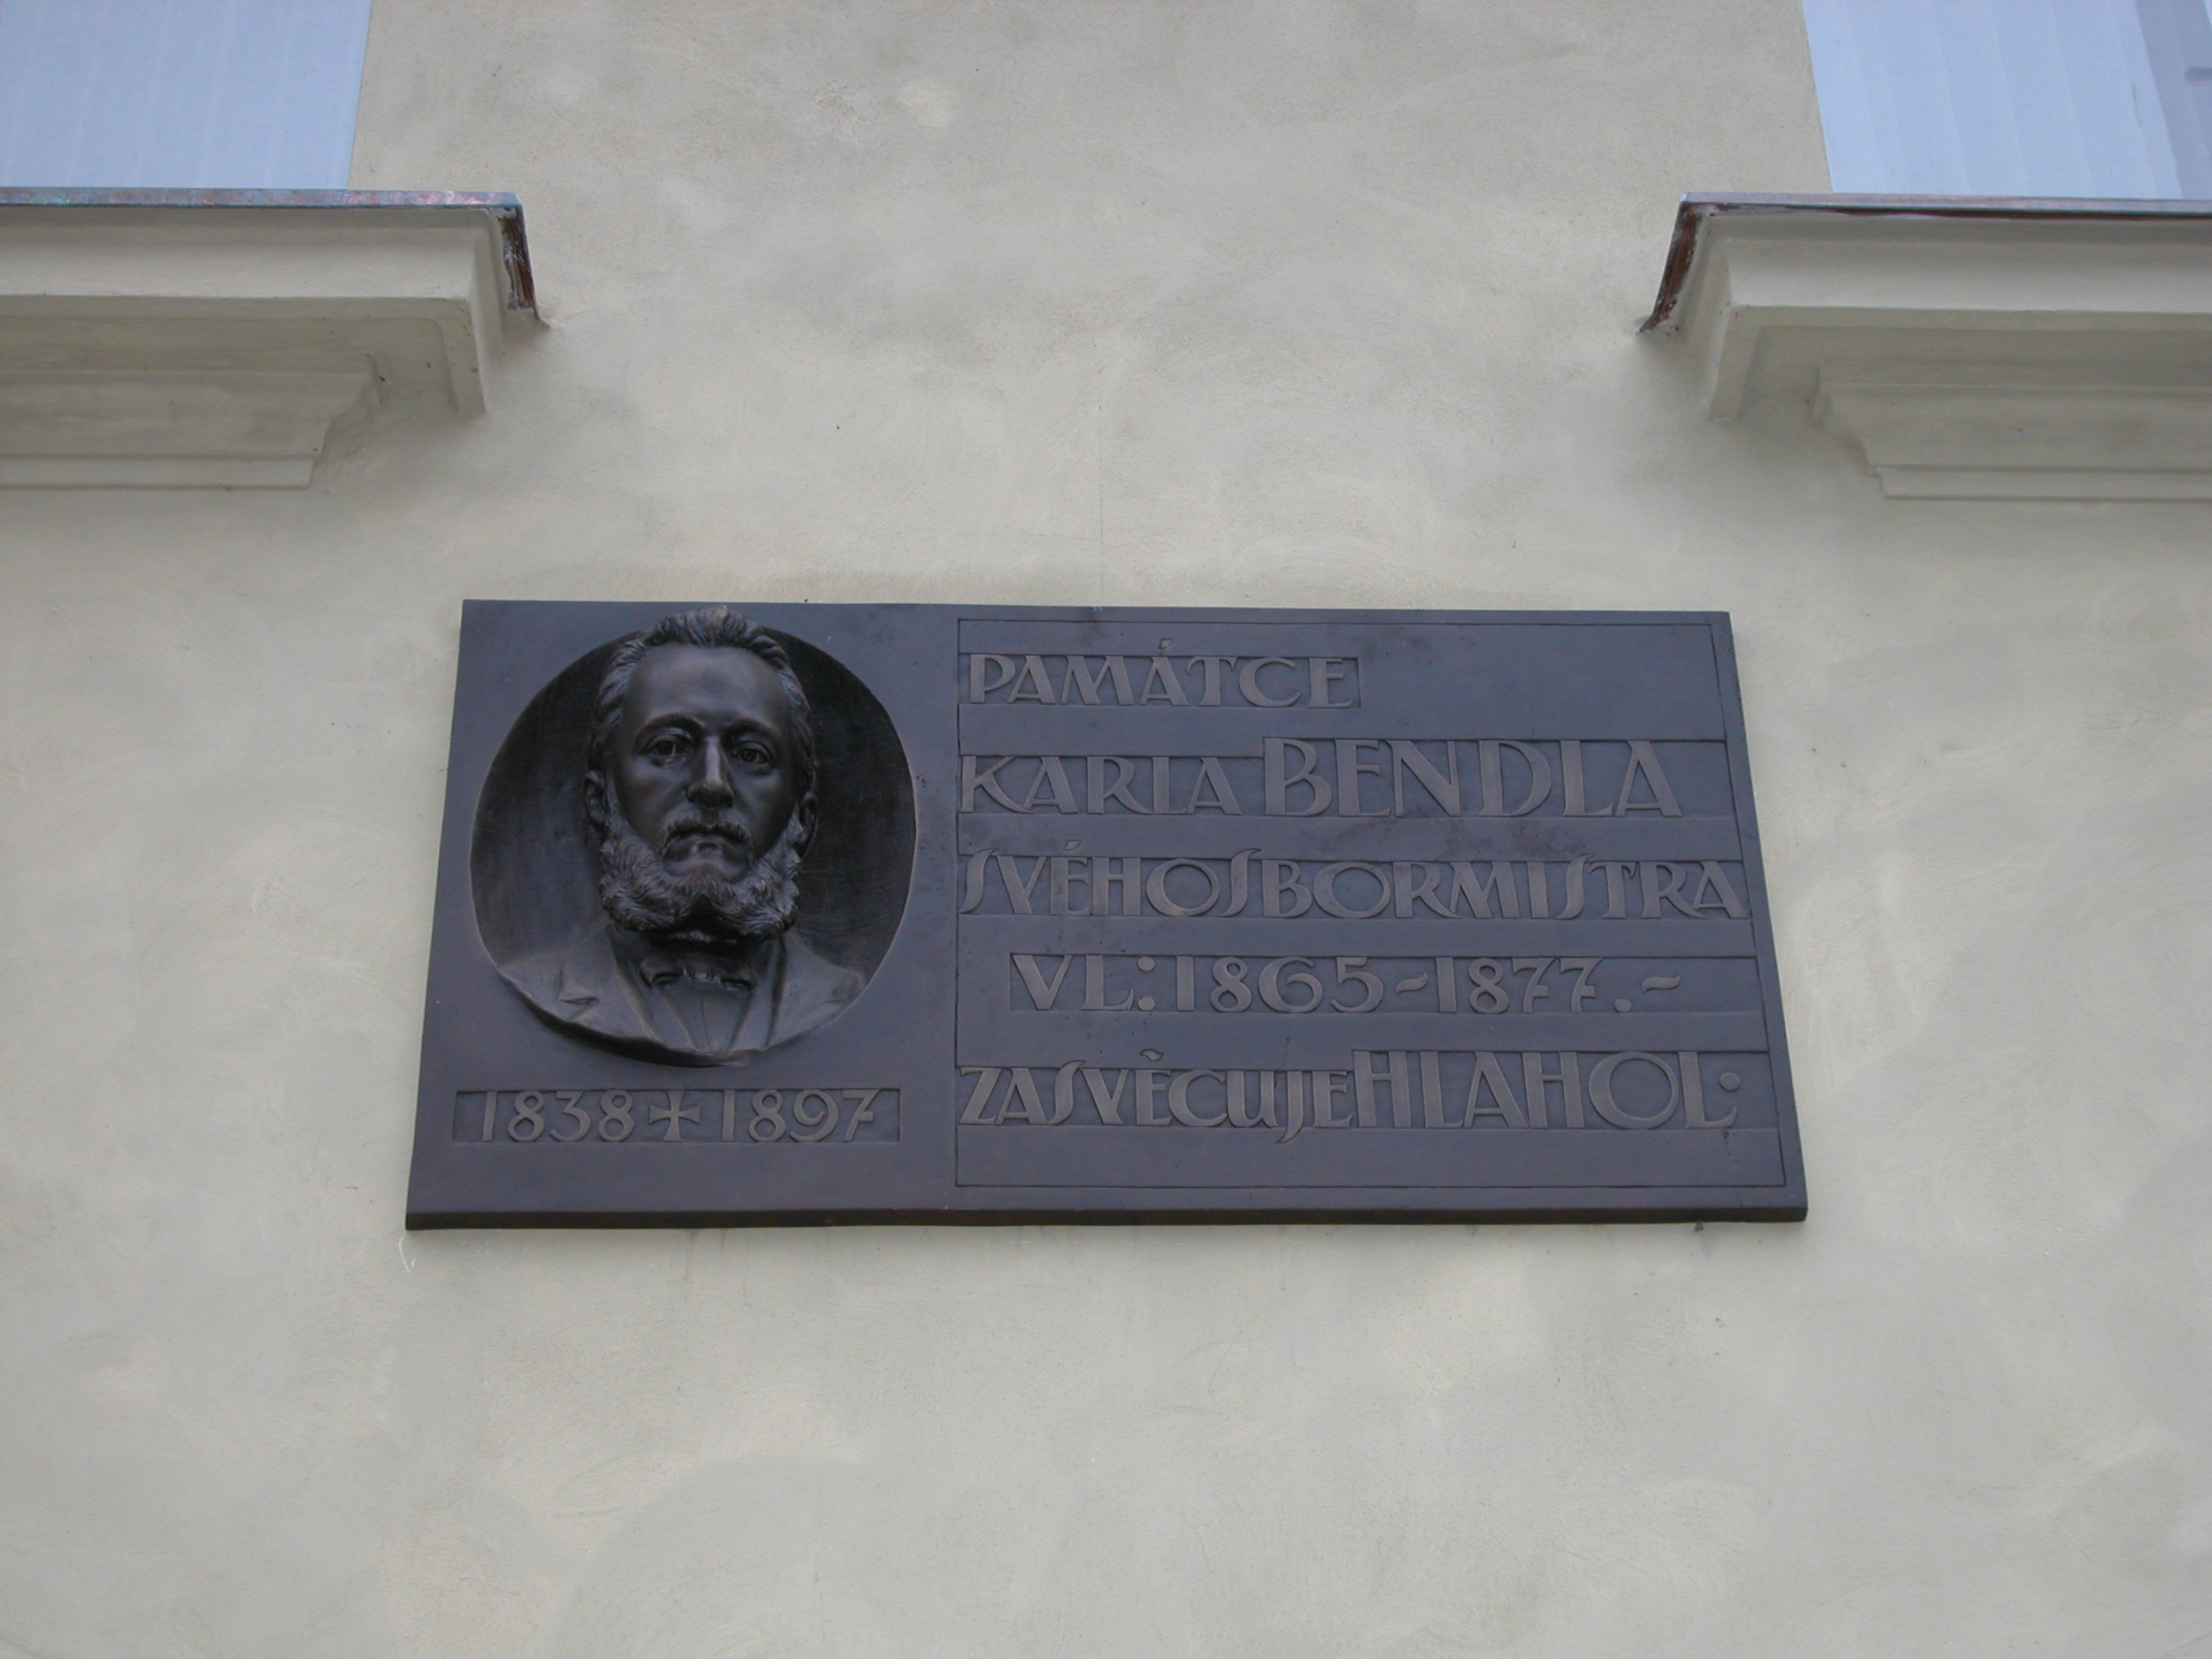 PAMÁTCE
KARLA BENDLA
SVÉHO SBORMISTRA
VL: 1865-1877.-
ZASVĚCUJE HLAHOL·
1838 + 1897